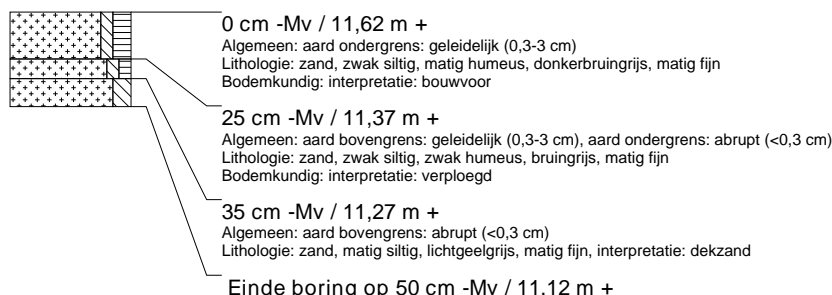 0 cm -Mv / 11,62 m +
Algemeen: aard ondergrens: geleidelijk (0,3-3 cm)
Lithologie: zand, zwak siltig, matig humeus, donkerbruingrijs, matig fijn
Bodemkundig: interpretatie: bouwvoor
25 cm -Mv / 11,37 m +
Algemeen: aard bovengrens: geleidelijk (0,3-3 cm), aard ondergrens: abrupt (<0,3 cm)
Lithologie: zand, zwak siltig, zwak humeus, bruingrijs, matig fijn
Bodemkundig: interpretatie: verploegd
35 cm -Mv / 11,27 m +
Algemeen: aard bovengrens: abrupt (<0,3 cm)
Lithologie: zand, matig siltig, lichtgeelgrijs, matig fijn, interpretatie: dekzand
Einde boring op 50 cm -Mv / 11,12 m +